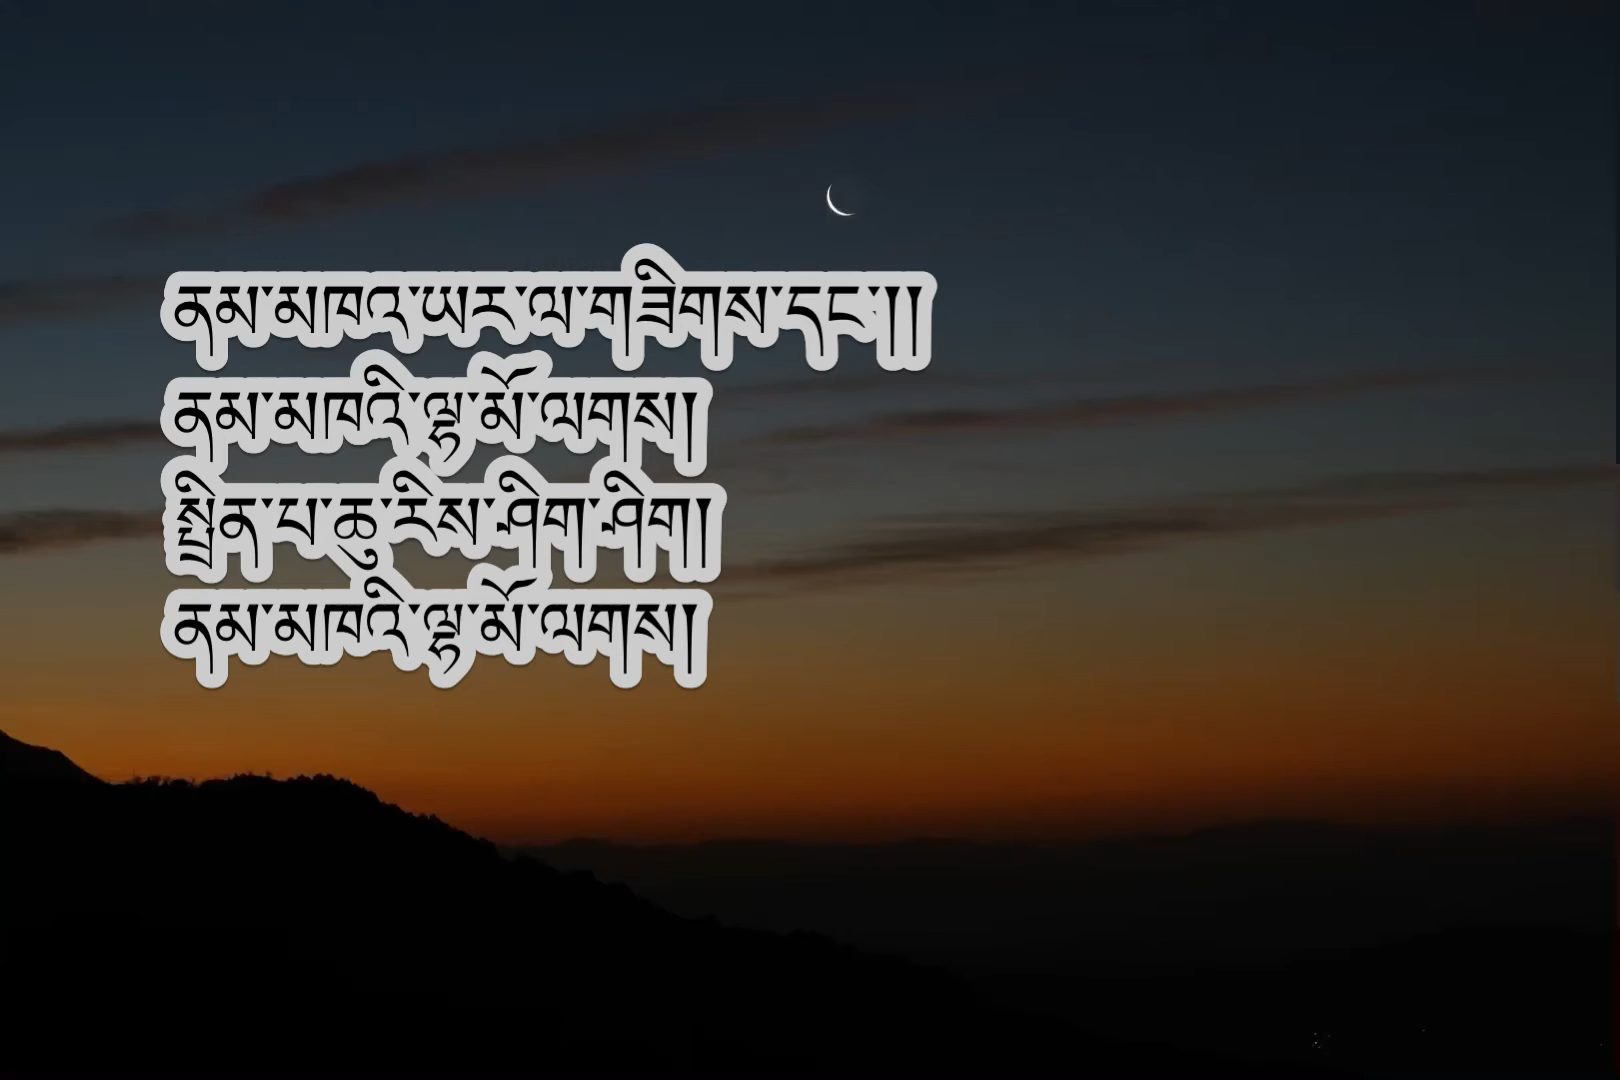 ནམ་མཁའ་ཡར་ལ་གཟིགས་དང་།།
ནམ་མཁའི་ལྷ་མོ་ལགས།
སྤྲིན་པ་ཆུ་རིས་ཤིག་ཤིག།
ནམ་མཁའི་ལྷ་མོ་ལགས།